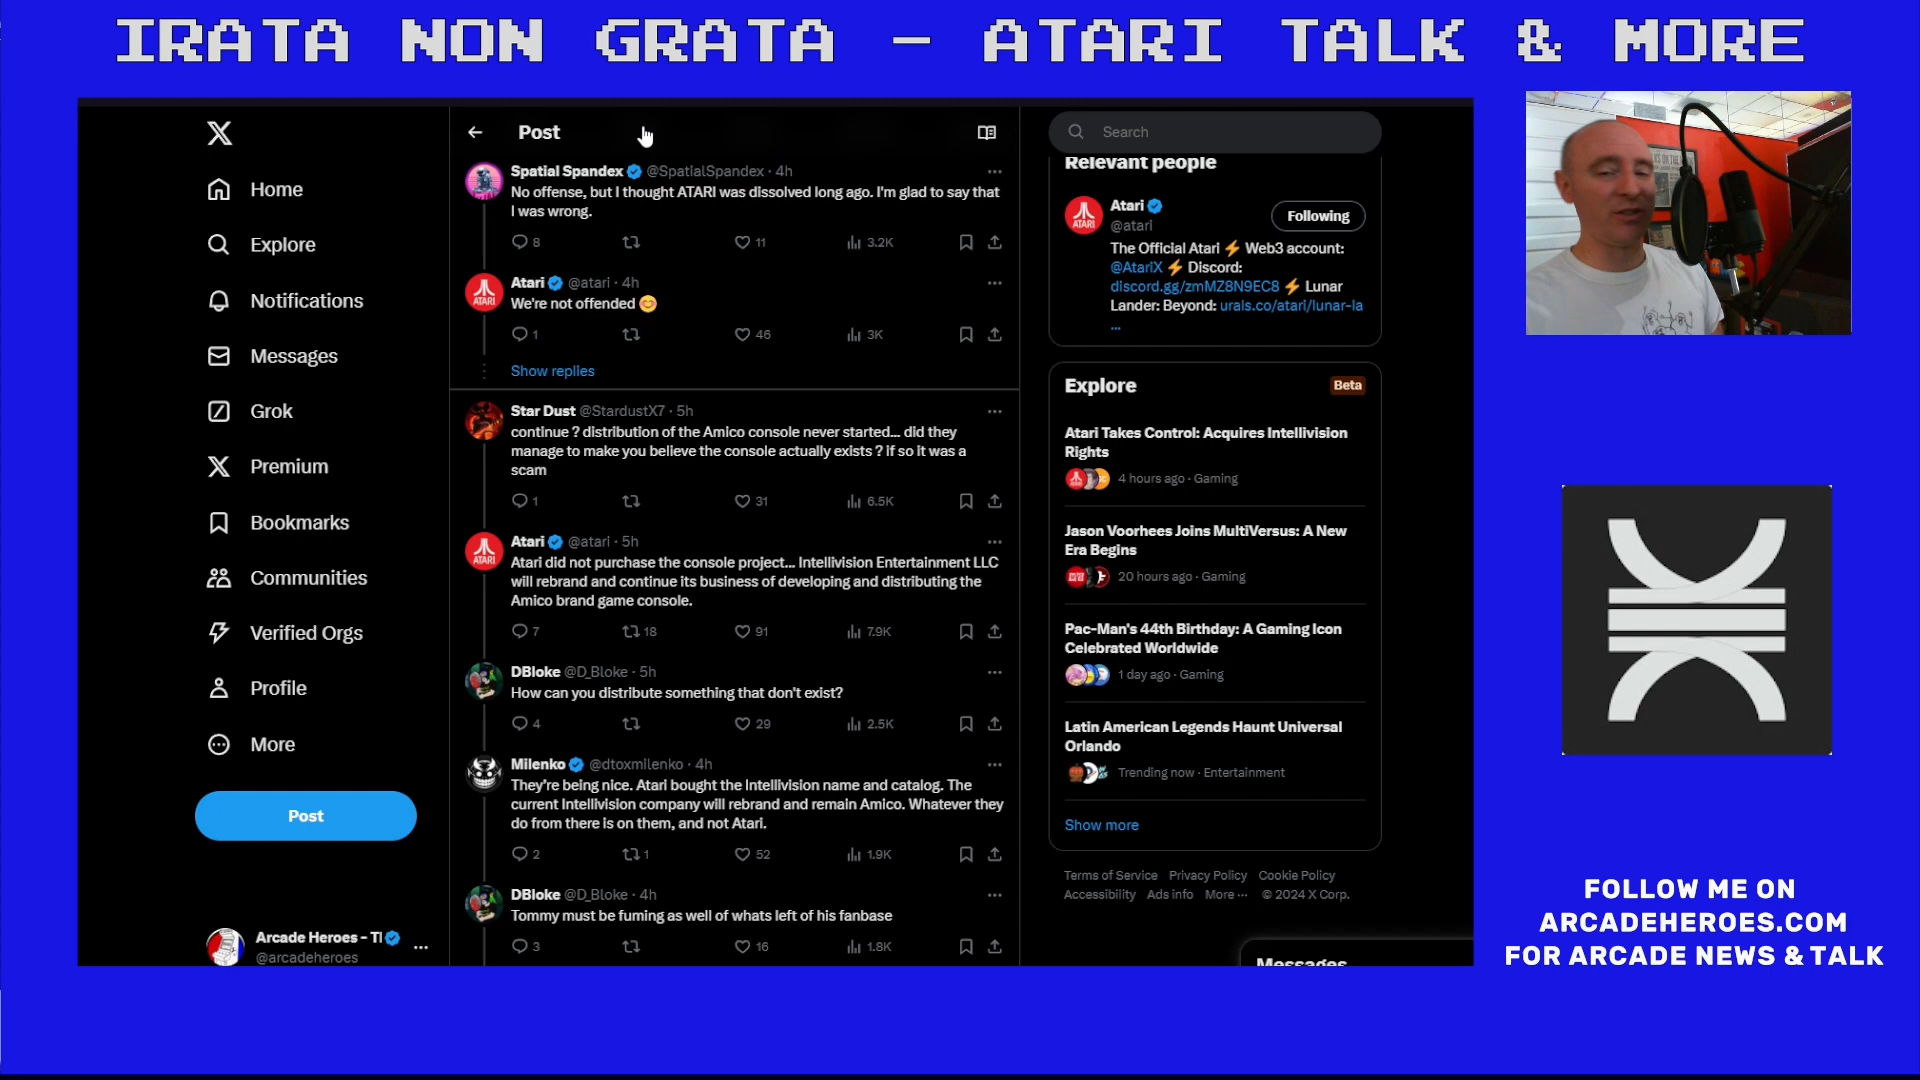 IRATA NON GRATA - ATARI TALK & MORE
Home
Explore
Notifications
Messages
Grok
Premium
Bookmarks
Communities
Verified Orgs
Profile
More
Post
Arcade Heroes - T
@arcadeheroes
Post
Spatial Spandex @SpatialSpandex · 4h
No offense, but I thought ATARI was dissolved long ago. I'm glad to say that
I was wrong.
8 11 3.2K
Atari @atari · 4h
We're not offended 😊
1 46 3K
Show replies
Star Dust @StardustX7 · 5h
continue ? distribution of the Amico console never started... did they
manage to make you believe the console actually exists ? If so it was a
scam
1 31 6.5K
Atari @atari · 5h
Atari did not purchase the console project... Intellivision Entertainment LLC
will rebrand and continue its business of developing and distributing the
Amico brand game console.
7 18 91 7.9K
DBloke @D_Bloke · 5h
How can you distribute something that don't exist?
4 29 2.5K
Milenko @dtoxmilenko · 4h
They're being nice. Atari bought the Intellivision name and catalog. The
current Intellivision company will rebrand and remain Amico. Whatever they
do from there is on them, and not Atari.
2 1 52 1.9K
DBloke @D_Bloke · 4h
Tommy must be fuming as well of whats left of his fanbase
3 16 1.8K
Search
Relevant people
ATARI
Atari
@atari
Following
The Official Atari ⚡ Web3 account:
@AtariX ⚡ Discord:
discord.gg/zmMZ8N9EC8 ⚡ Lunar
Lander: Beyond: urals.co/atari/lunar-la
...
Explore
Beta
Atari Takes Control: Acquires Intellivision
Rights
4 hours ago · Gaming
Jason Voorhees Joins MultiVersus: A New
Era Begins
20 hours ago · Gaming
Pac-Man's 44th Birthday: A Gaming Icon
Celebrated Worldwide
1 day ago · Gaming
Latin American Legends Haunt Universal
Orlando
Trending now · Entertainment
Show more
Terms of Service Privacy Policy Cookie Policy
Accessibility Ads info More ··· © 2024 X Corp.
Messages
FOLLOW ME ON
ARCADEHEROES.COM
FOR ARCADE NEWS & TALK